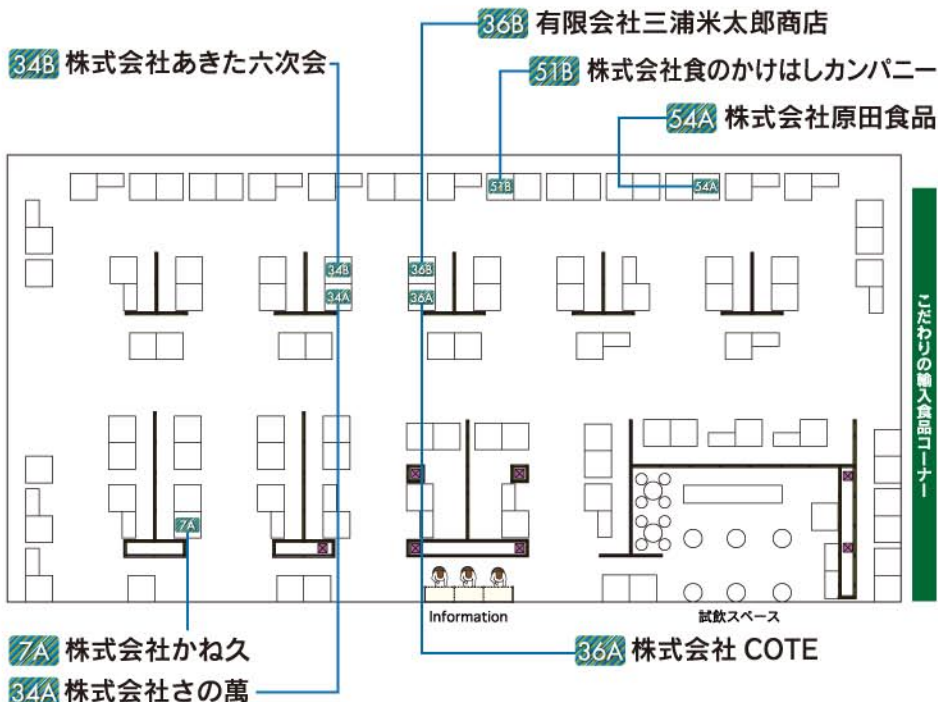 36B 有限会社三浦米太郎商店
34B 株式会社あきた六次会
51B 株式会社食のかけはしカンパニー
54A 株式会社原田食品
51B
54A
34B
36B
34A
36A
こだわりの輸入食品コーナー
7A
Information
試飲スペース
7A 株式会社かね久
36A 株式会社 COTE
34A 株式会社さの萬